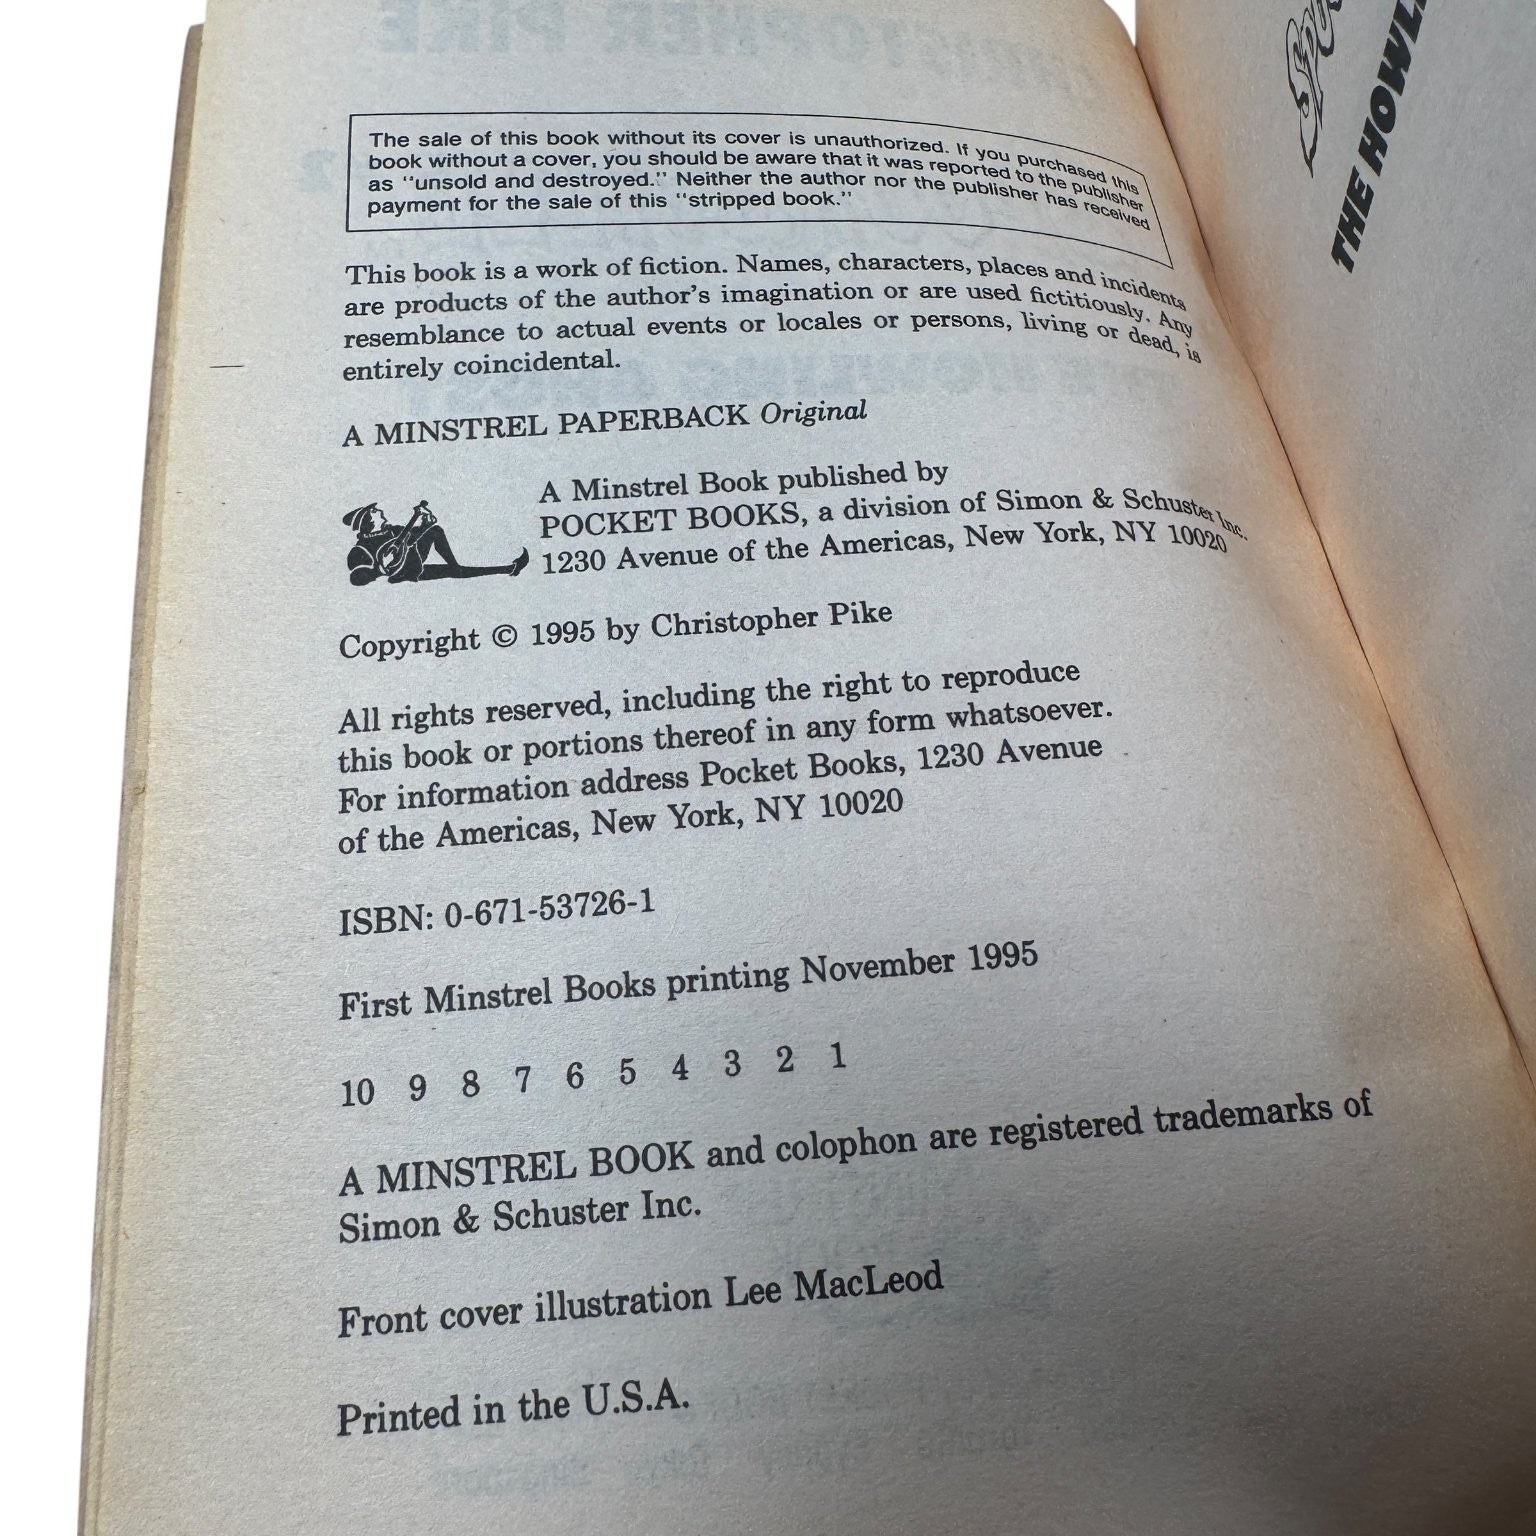 The sale of this book without its cover is unauthorized. If you purchased this
book without a cover, you should be aware that it was reported to the publisher
as "unsold and destroyed." Neither the author nor the publisher has received
payment for the sale of this "stripped book."
This book is a work of fiction. Names, characters, places and incidents
are products of the author's imagination or are used fictitiously. Any
resemblance to actual events or locales or persons, living or dead, is
entirely coincidental.
A MINSTREL PAPERBACK Original
A Minstrel Book published by
POCKET BOOKS, a division of Simon & Schuster Inc.
1230 Avenue of the Americas, New York, NY 10020
Copyright © 1995 by Christopher Pike
All rights reserved, including the right to reproduce
this book or portions thereof in any form whatsoever.
For information address Pocket Books, 1230 Avenue
of the Americas, New York, NY 10020
ISBN: 0-671-53726-1
First Minstrel Books printing November 1995
10 9 8 7 6 5 4 3 2 1
A MINSTREL BOOK and colophon are registered trademarks of
Simon & Schuster Inc.
Front cover illustration Lee MacLeod
Printed in the U.S.A.
THE